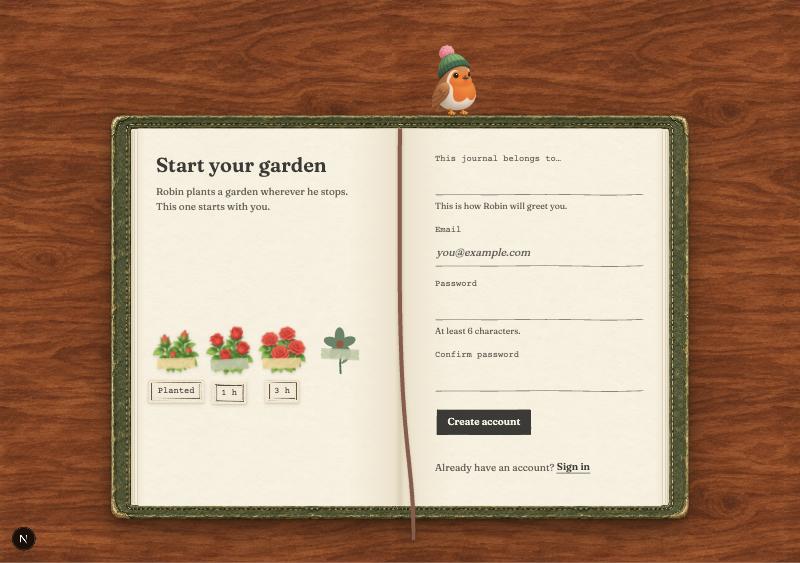 Start your garden
Robin plants a garden wherever he stops.
This one starts with you.
Planted
1 h
3 h
This journal belongs to…
This is how Robin will greet you.
Email
you@example.com
Password
At least 6 characters.
Confirm password
Create account
Already have an account? Sign in
N